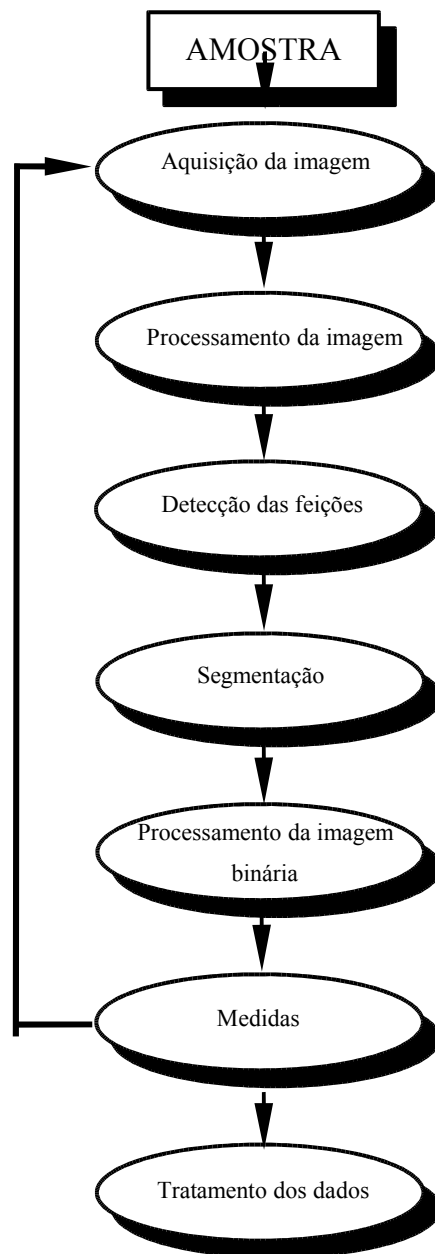 AMOSTRA
Aquisição da imagem
Processamento da imagem
Detecção das feições
Segmentação
Processamento da imagem
binária
Medidas
Tratamento dos dados